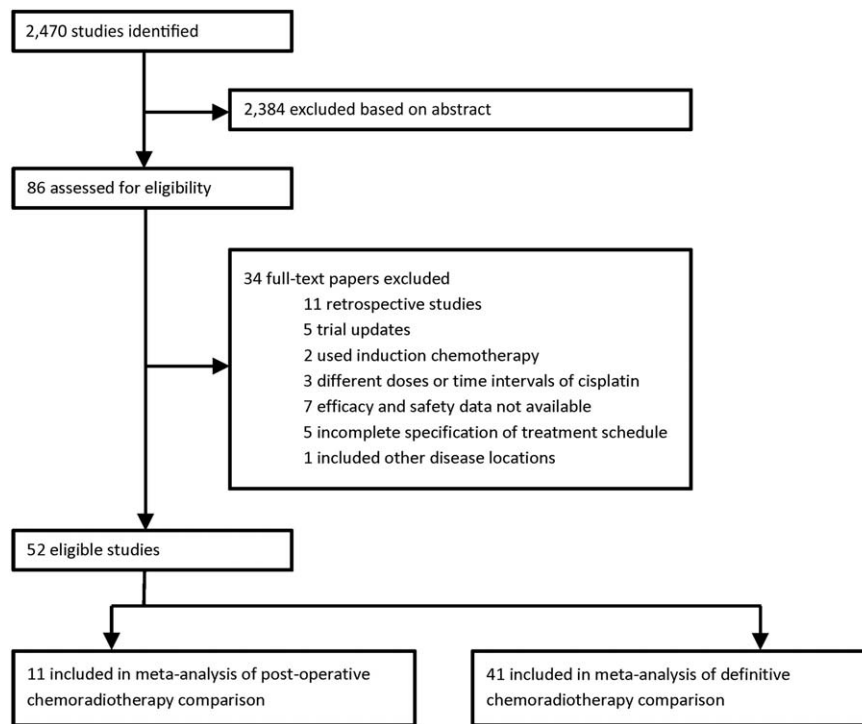 2,470 studies identified
2,384 excluded based on abstract
86 assessed for eligibility
34 full-text papers excluded
11 retrospective studies
5 trial updates
2 used induction chemotherapy
3 different doses or time intervals of cisplatin
7 efficacy and safety data not available
5 incomplete specification of treatment schedule
1 included other disease locations
52 eligible studies
11 included in meta-analysis of post-operative
chemoradiotherapy comparison
41 included in meta-analysis of definitive
chemoradiotherapy comparison